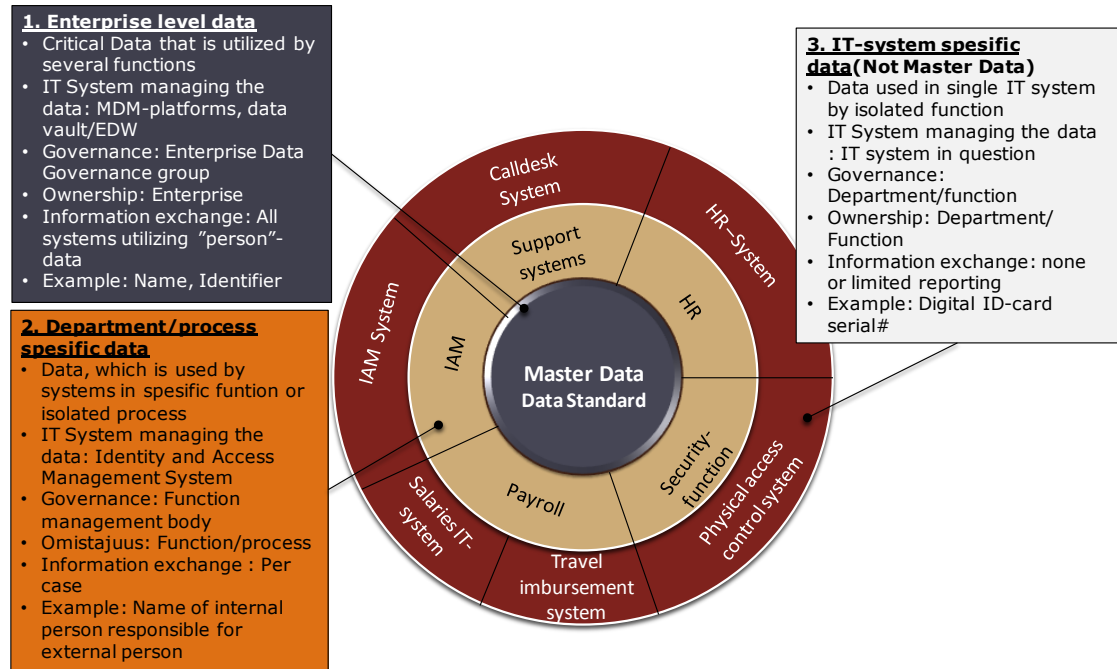 1. Enterprise level data
• Critical Data that is utilized by
several functions
• IT System managing the
data: MDM-platforms, data
vault/EDW
• Governance: Enterprise Data
Governance group
• Ownership: Enterprise
• Information exchange: All
systems utilizing ”person”-
data
• Example: Name, Identifier
2. Department/process
spesific data
• Data, which is used by
systems in spesific funtion or
isolated process
• IT System managing the
data: Identity and Access
Management System
• Governance: Function
management body
• Omistajuus: Function/process
• Information exchange : Per
case
• Example: Name of internal
person responsible for
external person
3. IT-system spesific
data(Not Master Data)
• Data used in single IT system
by isolated function
• IT System managing the data
: IT system in question
• Governance:
Department/function
• Ownership: Department/
Function
• Information exchange: none
or limited reporting
• Example: Digital ID-card
serial#
Calldesk
System
HR–System
Physical access
control system
Travel
imbursement
system
Salaries IT-
system
IAM System
Support
systems
HR
Security-
function
Payroll
IAM
Master Data
Data Standard